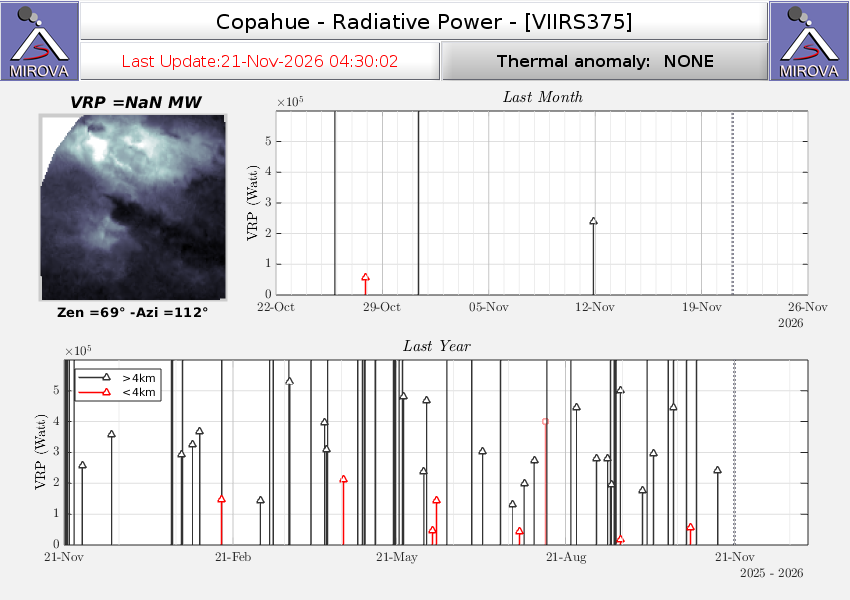 Copahue - Radiative Power - [VIIRS375]
MIROVA
MIROVA
Last Update:21-Nov-2026 04:30:02
Thermal anomaly: NONE
VRP =NaN MW
Zen =69° -Azi =112°
Last Month
×10⁵
VRP (Watt)
5
4
3
2
1
0
22-Oct 29-Oct 05-Nov 12-Nov 19-Nov 26-Nov
2026
Last Year
×10⁵
VRP (Watt)
>4km
<4km
5
4
3
2
1
0
21-Nov 21-Feb 21-May 21-Aug 21-Nov
2025 - 2026